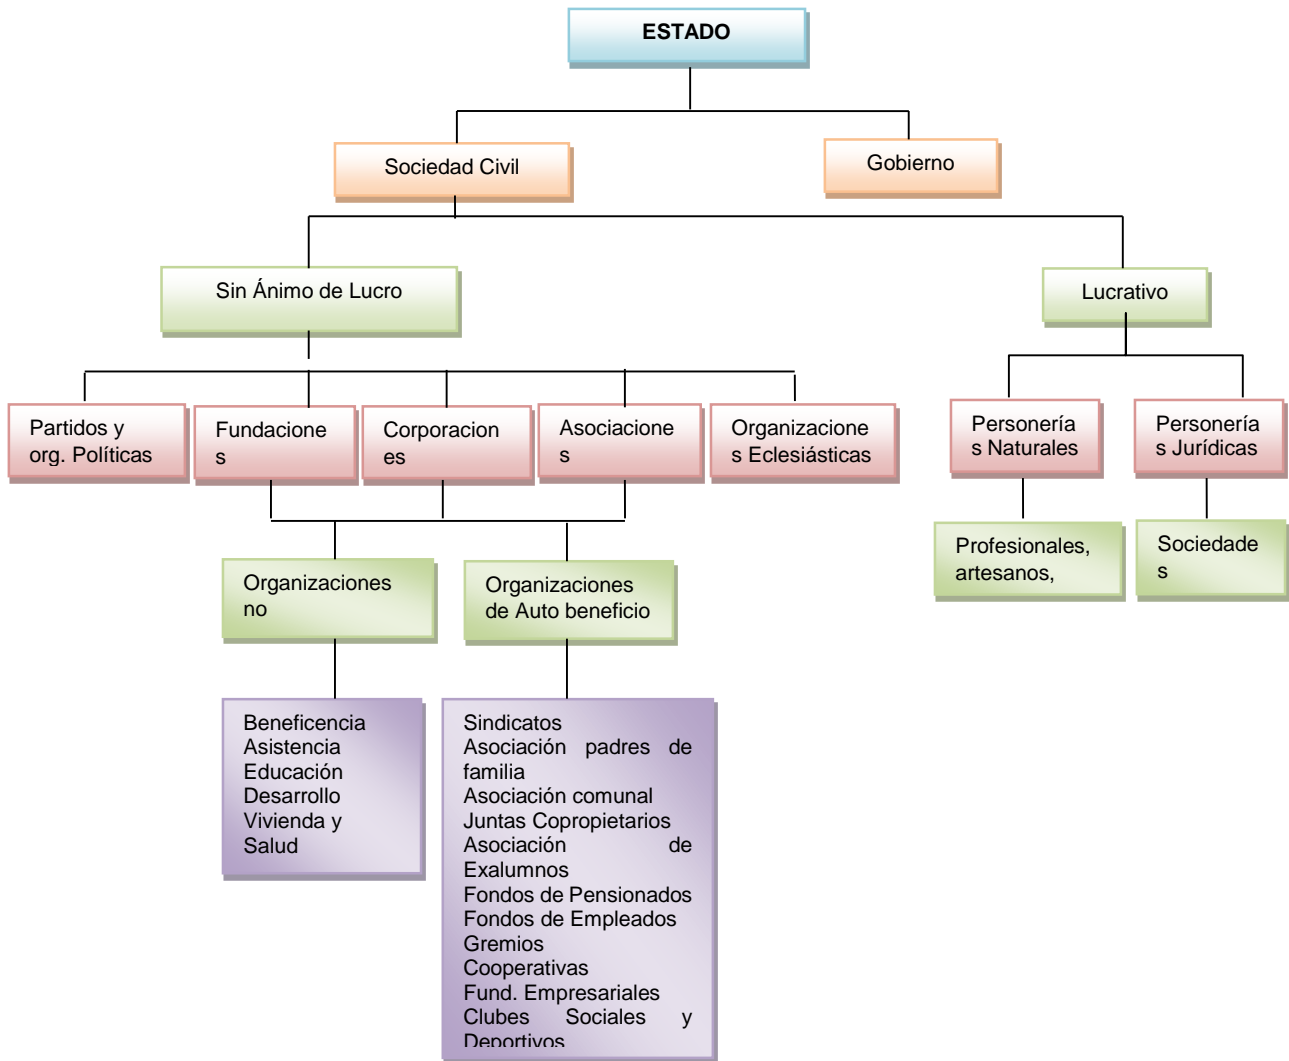 ESTADO
Sociedad Civil
Gobierno
Sin Ánimo de Lucro
Lucrativo
Partidos y
org. Políticas
Fundacione
s
Corporacion
es
Asociacione
s
Organizacione
s Eclesiásticas
Personería
s Naturales
Personería
s Jurídicas
Profesionales,
artesanos,
Sociedade
s
Organizaciones
no
Organizaciones
de Auto beneficio
Beneficencia
Asistencia
Educación
Desarrollo
Vivienda y
Salud
Sindicatos
Asociación padres de
familia
Asociación comunal
Juntas Copropietarios
Asociación de
Exalumnos
Fondos de Pensionados
Fondos de Empleados
Gremios
Cooperativas
Fund. Empresariales
Clubes Sociales y
Deportivos